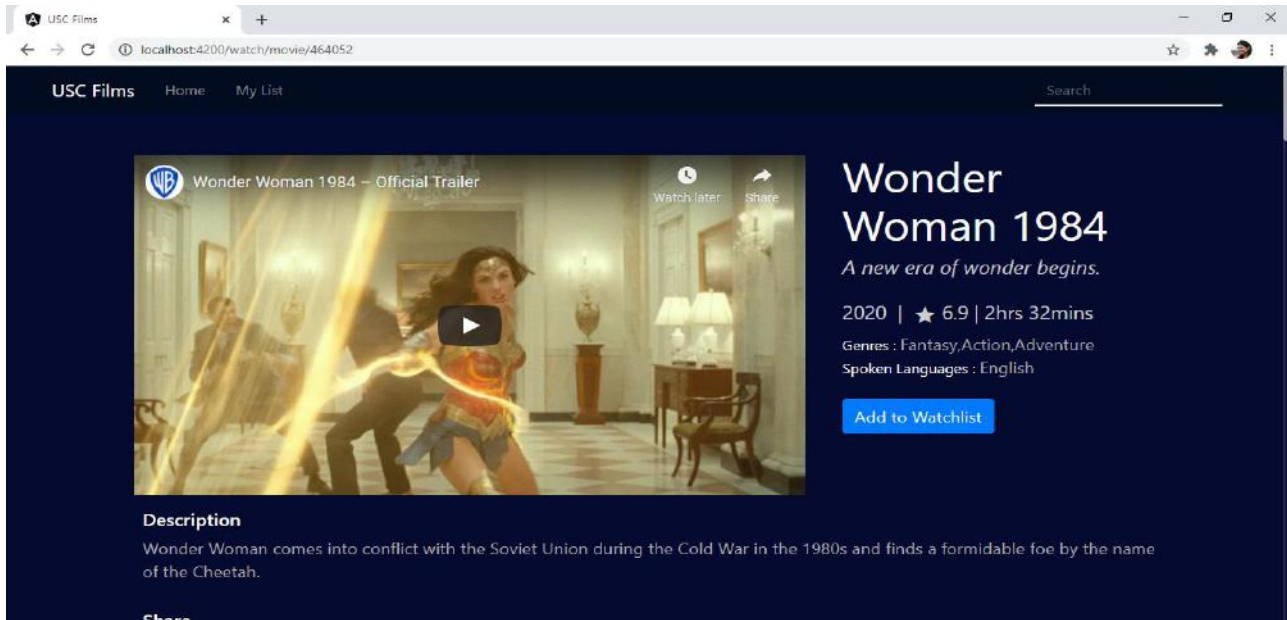 USC Films
localhost:4200/watch/movie/464052
USC Films Home My List Search
Wonder Woman 1984 – Official Trailer
Watch later Share
Wonder
Woman 1984
A new era of wonder begins.
2020 | ★ 6.9 | 2hrs 32mins
Genres : Fantasy,Action,Adventure
Spoken Languages : English
Add to Watchlist
Description
Wonder Woman comes into conflict with the Soviet Union during the Cold War in the 1980s and finds a formidable foe by the name
of the Cheetah.
Share